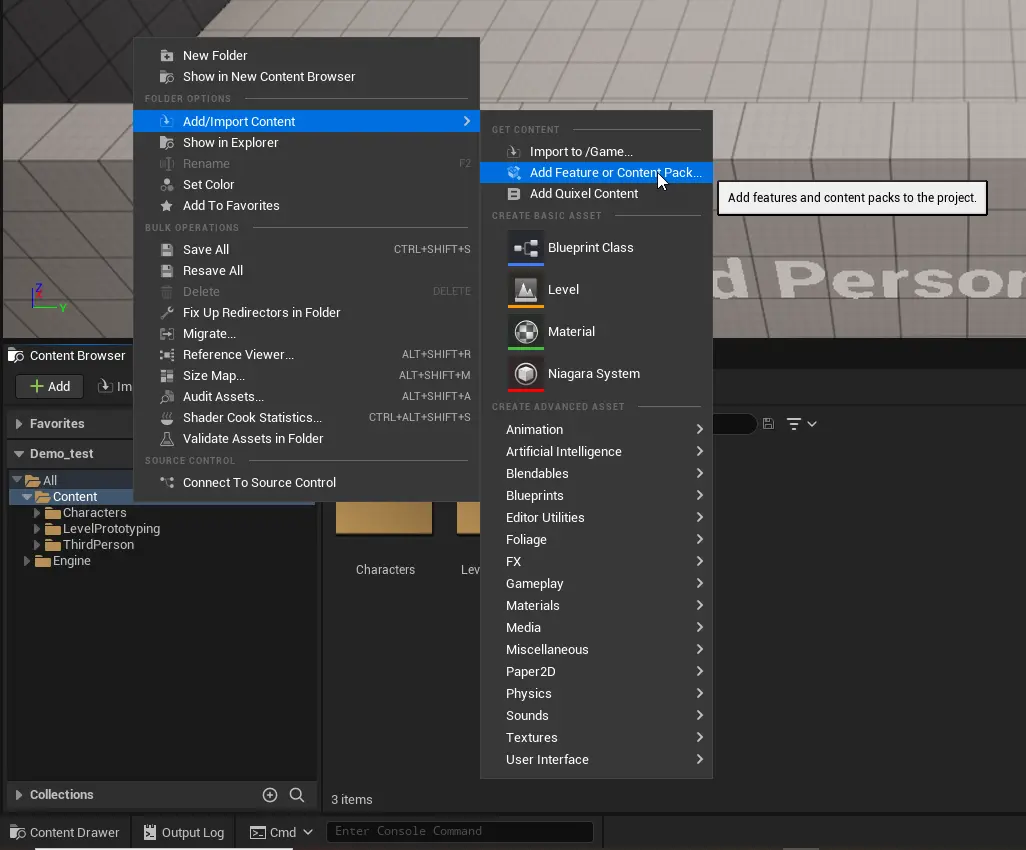 New Folder
Show in New Content Browser
FOLDER OPTIONS
Add/Import Content
Show in Explorer
Rename F2
Set Color
Add To Favorites
BULK OPERATIONS
Save All CTRL+SHIFT+S
Resave All
Delete DELETE
Fix Up Redirectors in Folder
Migrate...
Reference Viewer... ALT+SHIFT+R
Size Map... ALT+SHIFT+M
Audit Assets... ALT+SHIFT+A
Shader Cook Statistics... CTRL+ALT+SHIFT+S
Validate Assets in Folder
SOURCE CONTROL
Connect To Source Control
GET CONTENT
Import to /Game...
Add Feature or Content Pack...
Add Quixel Content
CREATE BASIC ASSET
Blueprint Class
Level
Material
Niagara System
CREATE ADVANCED ASSET
Animation
Artificial Intelligence
Blendables
Blueprints
Editor Utilities
Foliage
FX
Gameplay
Materials
Media
Miscellaneous
Paper2D
Physics
Sounds
Textures
User Interface
Add features and content packs to the project.
d Person
Z
Y
Content Browser
Add Im
Favorites
Demo_test
All
Content
Characters
LevelPrototyping
ThirdPerson
Engine
Characters Lev
Collections
3 items
Content Drawer Output Log Cmd Enter Console Command